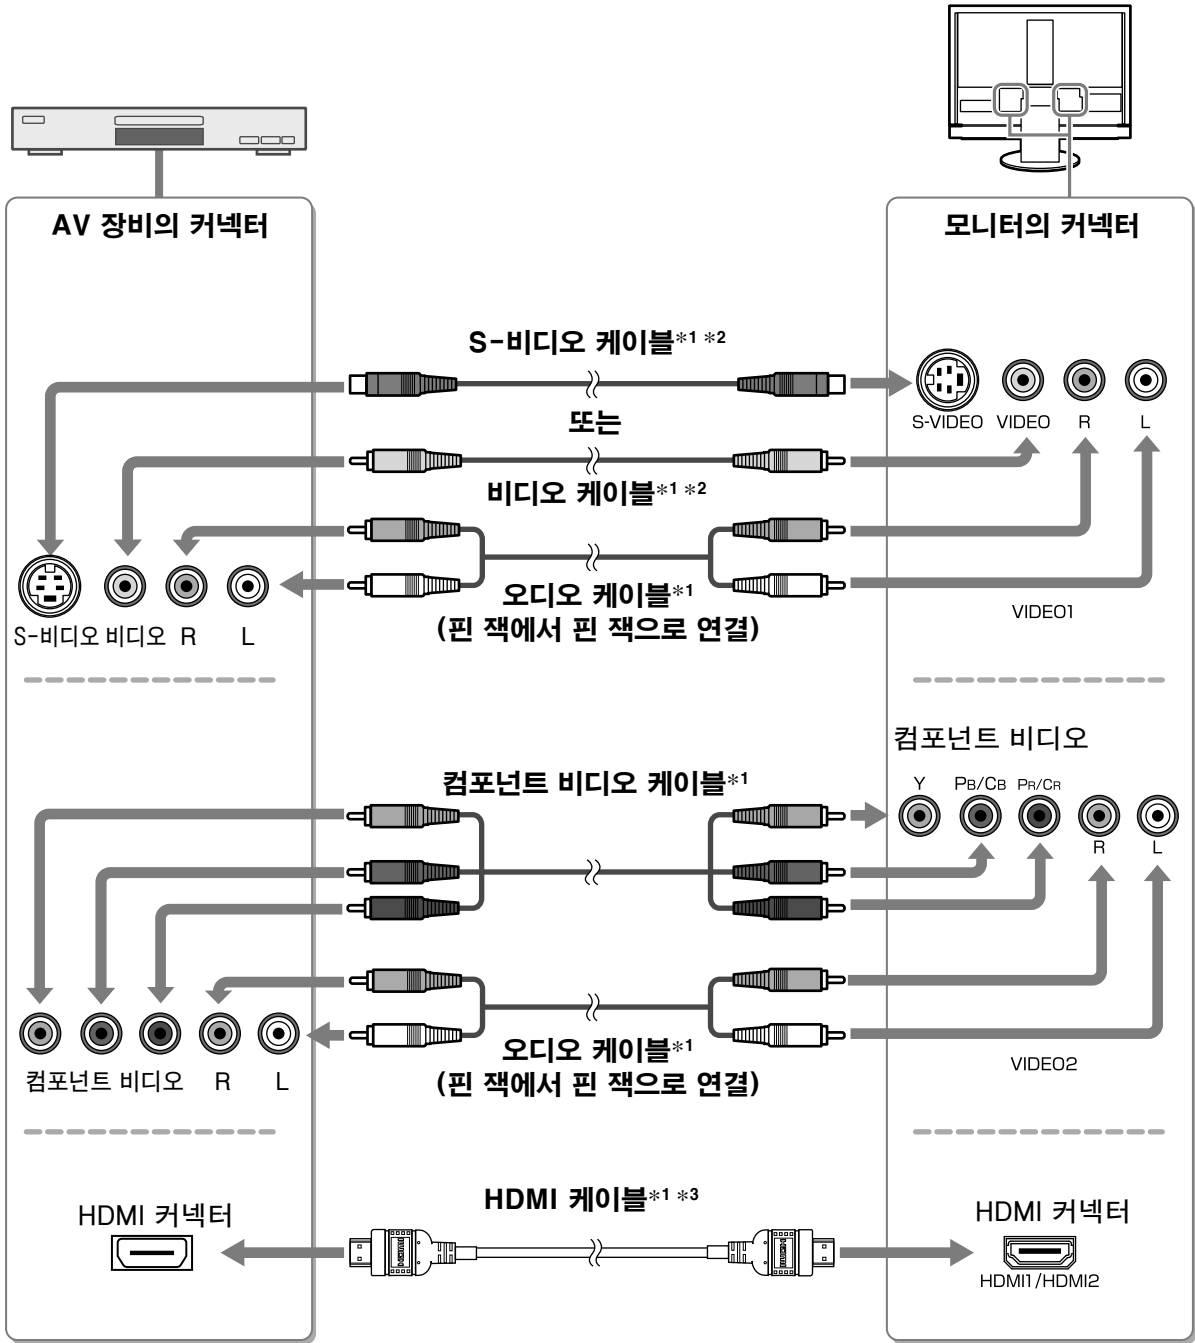 AV 장비의 커넥터
모니터의 커넥터
S-비디오 케이블*1 *2
S-VIDEO VIDEO R L
또는
비디오 케이블*1 *2
오디오 케이블*1
(핀 잭에서 핀 잭으로 연결)
VIDEO1
S-비디오 비디오 R L
컴포넌트 비디오
컴포넌트 비디오 케이블*1
Y PB/CB PR/CR
R L
오디오 케이블*1
(핀 잭에서 핀 잭으로 연결)
VIDEO2
컴포넌트 비디오 R L
HDMI 케이블*1 *3
HDMI 커넥터
HDMI 커넥터
HDMI1/HDMI2